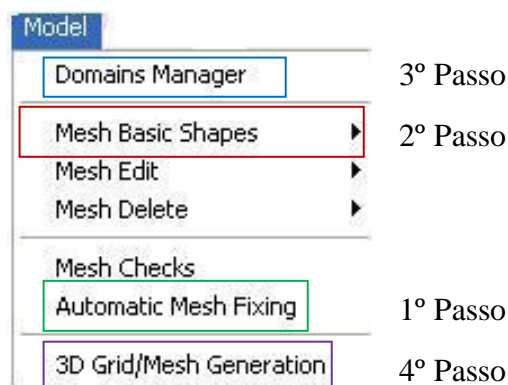 Model
Domains Manager 3º Passo
Mesh Basic Shapes 2º Passo
Mesh Edit
Mesh Delete
Mesh Checks
Automatic Mesh Fixing 1º Passo
3D Grid/Mesh Generation 4º Passo